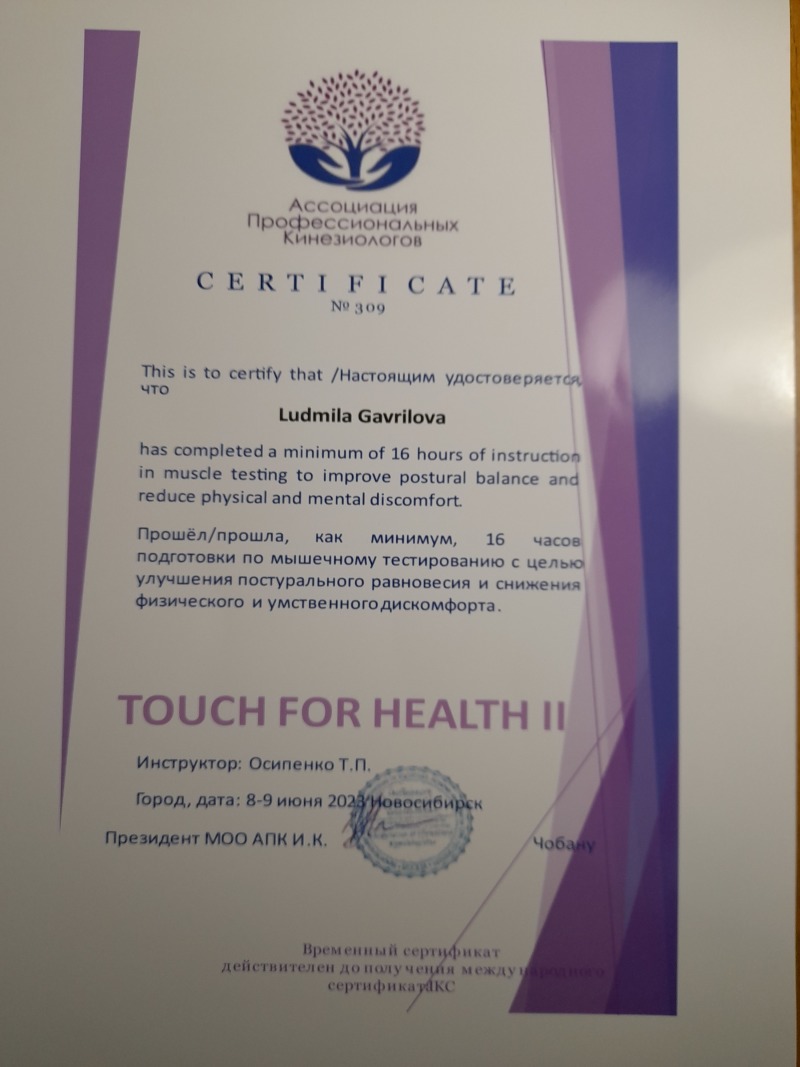 Ассоциация
Профессиональных
Кинезиологов
CERTIFICATE
№ 309
This is to certify that /Настоящим удостоверяется,
что
Ludmila Gavrilova
has completed a minimum of 16 hours of instruction
in muscle testing to improve postural balance and
reduce physical and mental discomfort.
Прошёл/прошла, как минимум, 16 часов
подготовки по мышечному тестированию с целью
улучшения постурального равновесия и снижения
физического и умственного дискомфорта.
TOUCH FOR HEALTH II
Инструктор: Осипенко Т.П.
Город, дата: 8-9 июня 2023 Новосибирск
Президент МОО АПК И.К. Чобану
Временный сертификат
действителен до получения международного
сертификата IKC